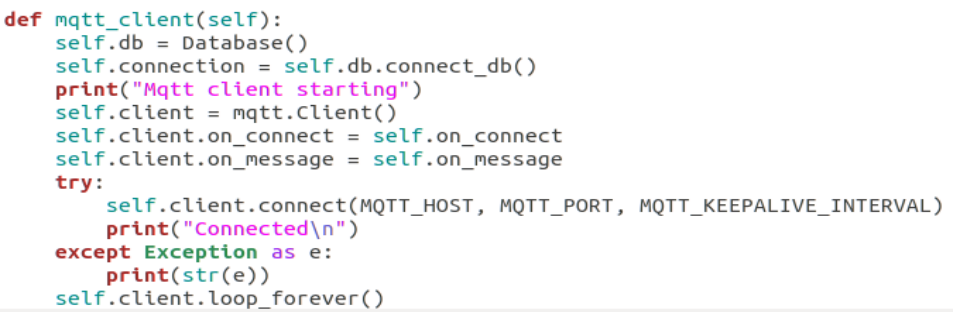 def mqtt_client(self):
    self.db = Database()
    self.connection = self.db.connect_db()
    print("Mqtt client starting")
    self.client = mqtt.Client()
    self.client.on_connect = self.on_connect
    self.client.on_message = self.on_message
    try:
        self.client.connect(MQTT_HOST, MQTT_PORT, MQTT_KEEPALIVE_INTERVAL)
        print("Connected\n")
    except Exception as e:
        print(str(e))
    self.client.loop_forever()